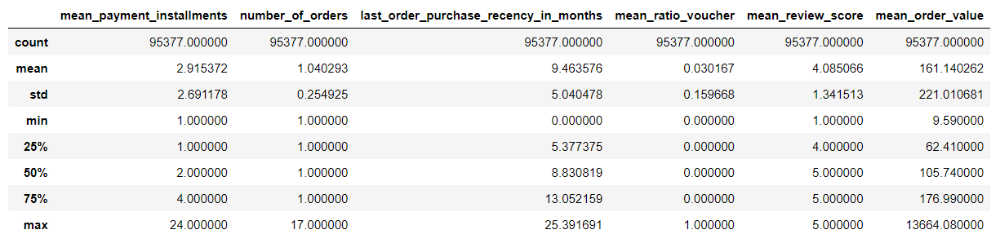 mean_payment_installments number_of_orders last_order_purchase_recency_in_months mean_ratio_voucher mean_review_score mean_order_value
count 95377.000000 95377.000000 95377.000000 95377.000000 95377.000000 95377.000000
mean 2.915372 1.040293 9.463576 0.030167 4.085066 161.140262
std 2.691178 0.254925 5.040478 0.159668 1.341513 221.010681
min 1.000000 1.000000 0.000000 0.000000 1.000000 9.590000
25% 1.000000 1.000000 5.377375 0.000000 4.000000 62.410000
50% 2.000000 1.000000 8.830819 0.000000 5.000000 105.740000
75% 4.000000 1.000000 13.052159 0.000000 5.000000 176.990000
max 24.000000 17.000000 25.391691 1.000000 5.000000 13664.080000